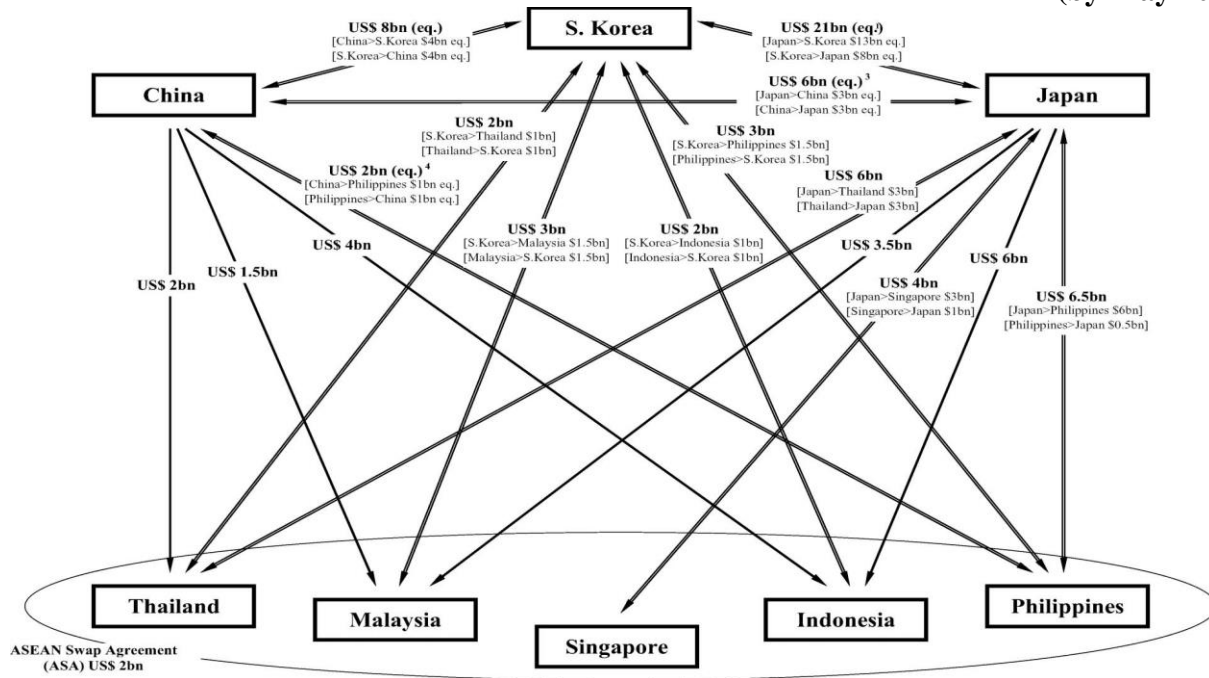 S. Korea
US$ 8bn (eq.)
[China>S.Korea $4bn eq.]
[S.Korea>China $4bn eq.]
US$ 21bn (eq.)
[Japan>S.Korea $13bn eq.]
[S.Korea>Japan $8bn eq.]
China
US$ 6bn (eq.) 3
[Japan>China $3bn eq.]
[China>Japan $3bn eq.]
Japan
US$ 2bn
[S.Korea>Thailand $1bn]
[Thailand>S.Korea $1bn]
US$ 3bn
[S.Korea>Philippines $1.5bn]
[Philippines>S.Korea $1.5bn]
US$ 2bn (eq.) 4
[China>Philippines $1bn eq.]
[Philippines>China $1bn eq.]
US$ 6bn
[Japan>Thailand $3bn]
[Thailand>Japan $3bn]
US$ 4bn
US$ 3bn
[S.Korea>Malaysia $1.5bn]
[Malaysia>S.Korea $1.5bn]
US$ 2bn
[S.Korea>Indonesia $1bn]
[Indonesia>S.Korea $1bn]
US$ 3.5bn
US$ 6bn
US$ 2bn
US$ 1.5bn
US$ 4bn
[Japan>Singapore $3bn]
[Singapore>Japan $1bn]
US$ 6.5bn
[Japan>Philippines $6bn]
[Philippines>Japan $0.5bn]
Thailand
Malaysia
Singapore
Indonesia
Philippines
ASEAN Swap Agreement
(ASA) US$ 2bn